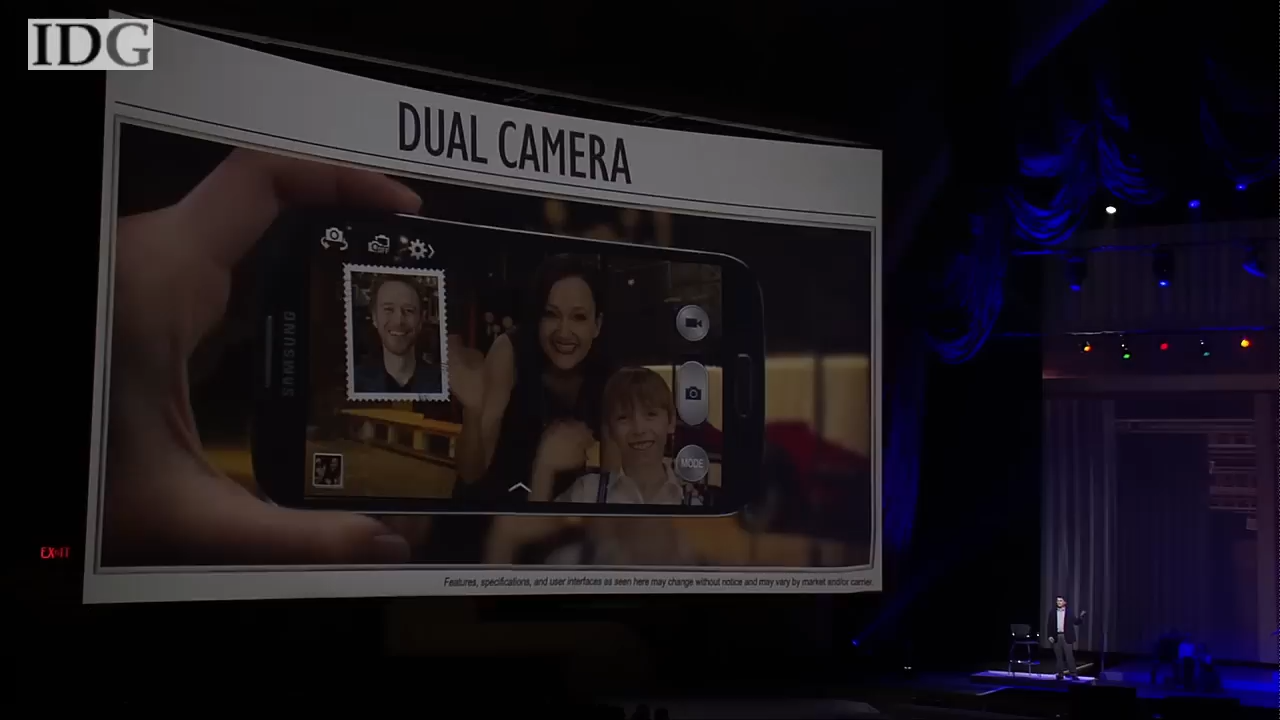 IDG
DUAL CAMERA
SAMSUNG
OFF
MODE
EXIT
Features, specifications, and user interfaces as seen here may change without notice and may vary by market and/or carrier.